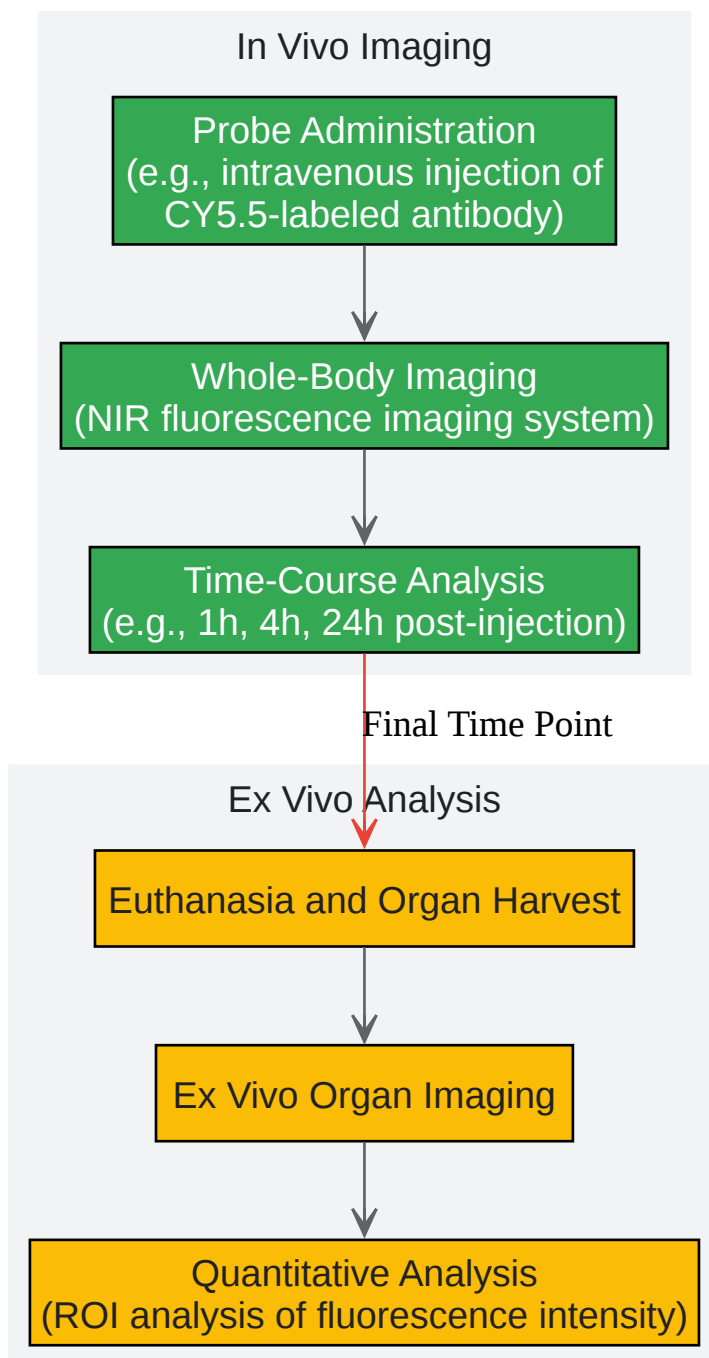 In Vivo Imaging
Probe Administration
(e.g., intravenous injection of
CY5.5-labeled antibody)
Whole-Body Imaging
(NIR fluorescence imaging system)
Time-Course Analysis
(e.g., 1h, 4h, 24h post-injection)
Final Time Point
Ex Vivo Analysis
Euthanasia and Organ Harvest
Ex Vivo Organ Imaging
Quantitative Analysis
(ROI analysis of fluorescence intensity)